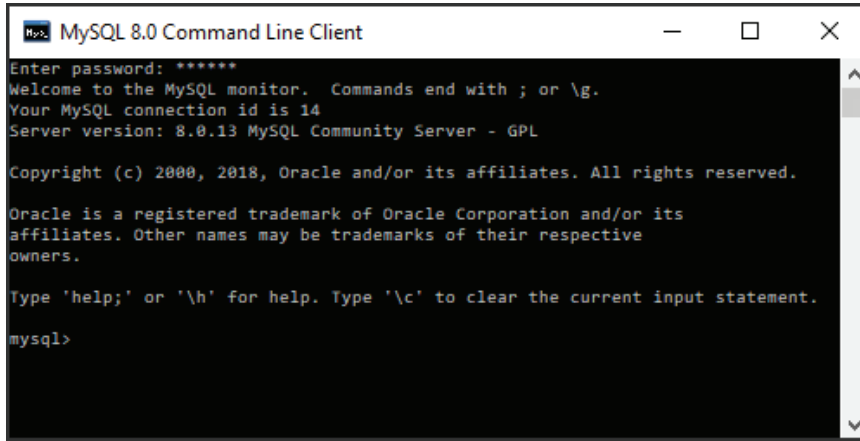 MySQL 8.0 Command Line Client
Enter password: ******
Welcome to the MySQL monitor.  Commands end with ; or \g.
Your MySQL connection id is 14
Server version: 8.0.13 MySQL Community Server - GPL
Copyright (c) 2000, 2018, Oracle and/or its affiliates. All rights reserved.
Oracle is a registered trademark of Oracle Corporation and/or its
affiliates. Other names may be trademarks of their respective
owners.
Type 'help;' or '\h' for help. Type '\c' to clear the current input statement.
mysql>